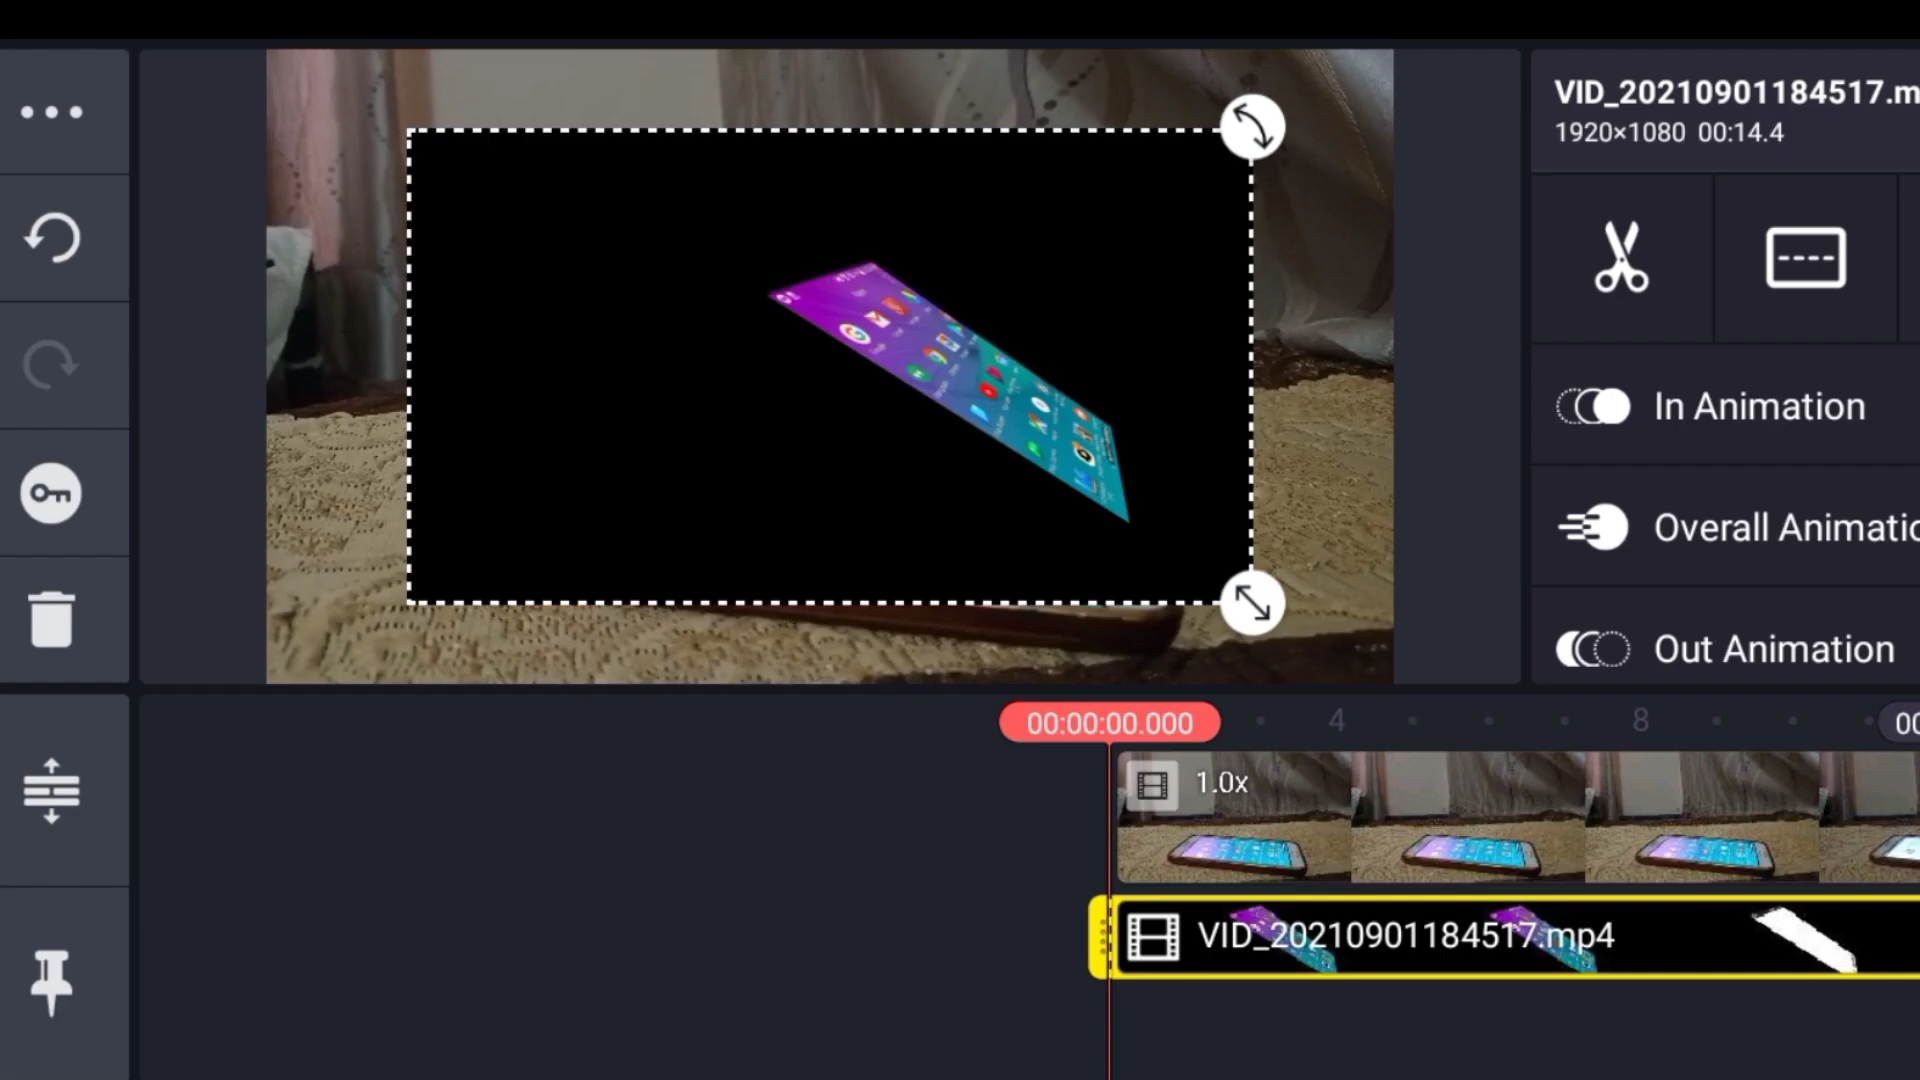 VID_20210901184517.m
1920×1080 00:14.4
In Animation
Overall Animatio
Out Animation
00:00:00.000
4
8
00
1.0x
VID_20210901184517.mp4